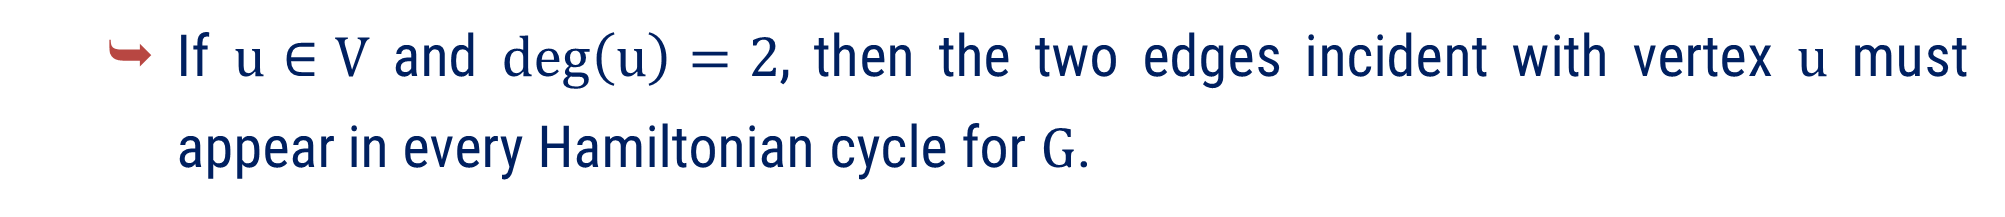 ➥ If u ∈ V and deg(u) = 2, then the two edges incident with vertex u must
appear in every Hamiltonian cycle for G.